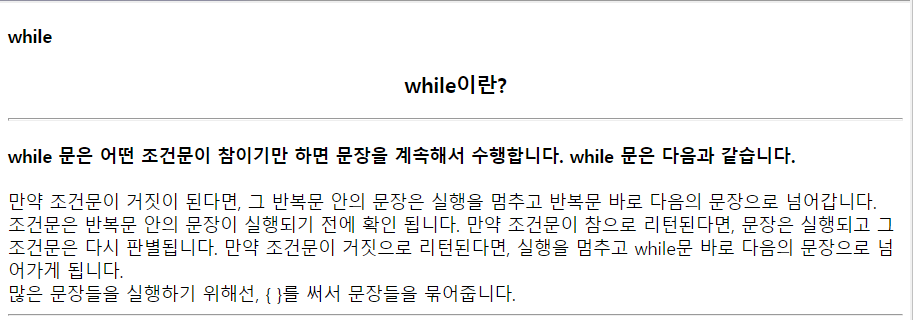 while
while이란?
while 문은 어떤 조건문이 참이기만 하면 문장을 계속해서 수행합니다. while 문은 다음과 같습니다.
만약 조건문이 거짓이 된다면, 그 반복문 안의 문장은 실행을 멈추고 반복문 바로 다음의 문장으로 넘어갑니다.
조건문은 반복문 안의 문장이 실행되기 전에 확인 됩니다. 만약 조건문이 참으로 리턴된다면, 문장은 실행되고 그
조건문은 다시 판별됩니다. 만약 조건문이 거짓으로 리턴된다면, 실행을 멈추고 while문 바로 다음의 문장으로 넘
어가게 됩니다.
많은 문장들을 실행하기 위해선, { }를 써서 문장들을 묶어줍니다.